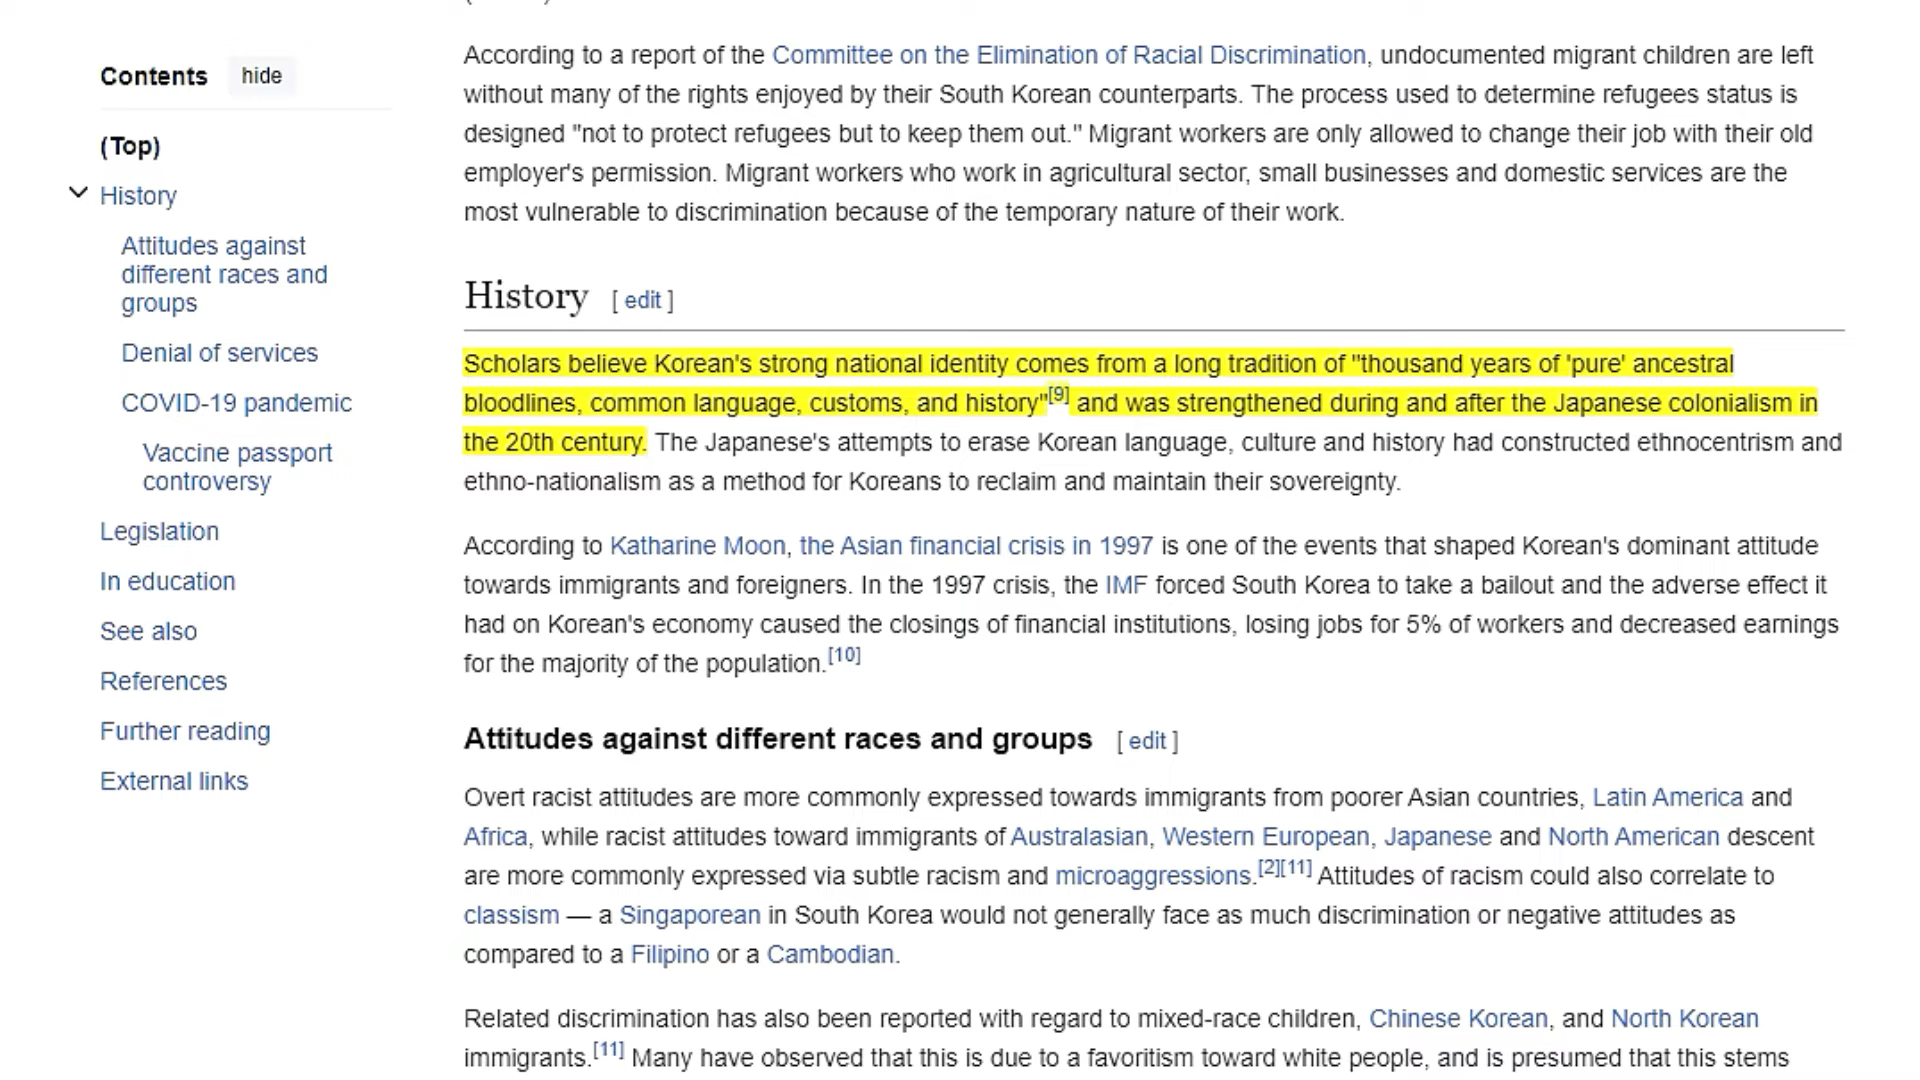 Contents hide
(Top)
History
Attitudes against
different races and
groups
Denial of services
COVID-19 pandemic
Vaccine passport
controversy
Legislation
In education
See also
References
Further reading
External links
According to a report of the Committee on the Elimination of Racial Discrimination, undocumented migrant children are left
without many of the rights enjoyed by their South Korean counterparts. The process used to determine refugees status is
designed "not to protect refugees but to keep them out." Migrant workers are only allowed to change their job with their old
employer's permission. Migrant workers who work in agricultural sector, small businesses and domestic services are the
most vulnerable to discrimination because of the temporary nature of their work.
History [ edit ]
Scholars believe Korean's strong national identity comes from a long tradition of "thousand years of 'pure' ancestral
bloodlines, common language, customs, and history"[9] and was strengthened during and after the Japanese colonialism in
the 20th century. The Japanese's attempts to erase Korean language, culture and history had constructed ethnocentrism and
ethno-nationalism as a method for Koreans to reclaim and maintain their sovereignty.
According to Katharine Moon, the Asian financial crisis in 1997 is one of the events that shaped Korean's dominant attitude
towards immigrants and foreigners. In the 1997 crisis, the IMF forced South Korea to take a bailout and the adverse effect it
had on Korean's economy caused the closings of financial institutions, losing jobs for 5% of workers and decreased earnings
for the majority of the population.[10]
Attitudes against different races and groups [ edit ]
Overt racist attitudes are more commonly expressed towards immigrants from poorer Asian countries, Latin America and
Africa, while racist attitudes toward immigrants of Australasian, Western European, Japanese and North American descent
are more commonly expressed via subtle racism and microaggressions.[2][11] Attitudes of racism could also correlate to
classism — a Singaporean in South Korea would not generally face as much discrimination or negative attitudes as
compared to a Filipino or a Cambodian.
Related discrimination has also been reported with regard to mixed-race children, Chinese Korean, and North Korean
immigrants.[11] Many have observed that this is due to a favoritism toward white people, and is presumed that this stems